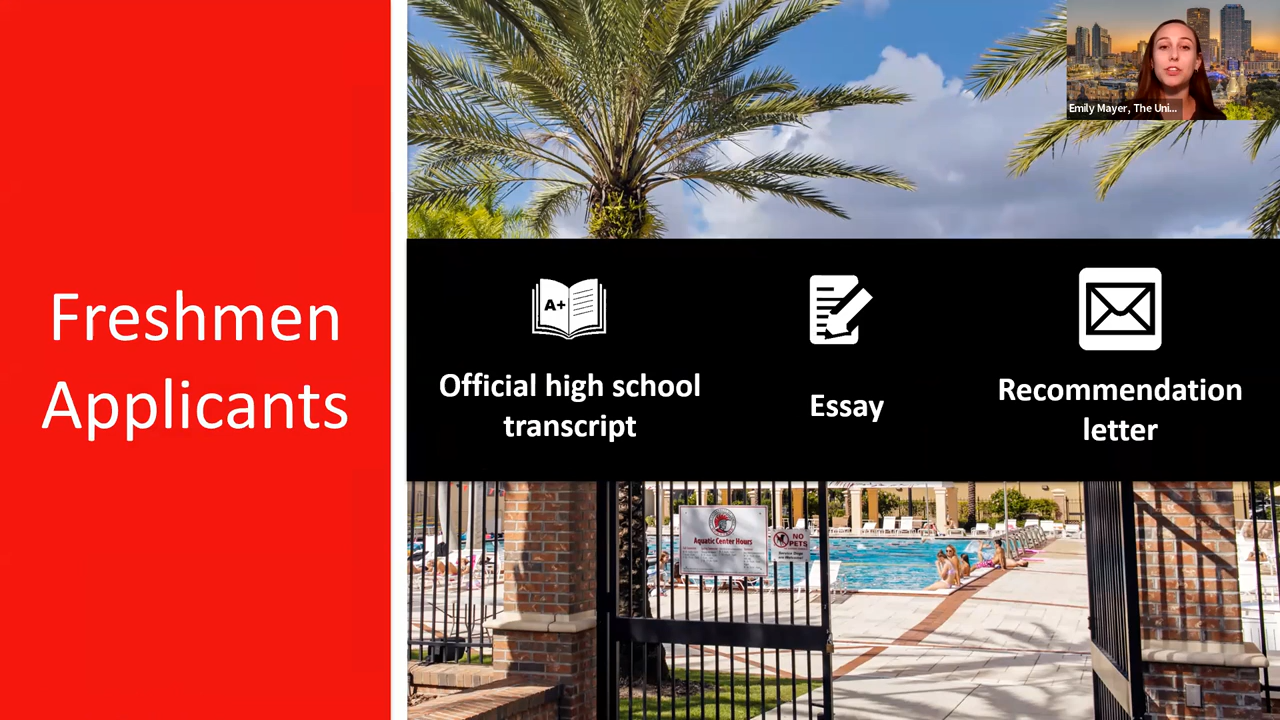 Freshmen
Applicants
Emily Mayer, The Uni...
A+
Official high school
transcript
Essay
Recommendation
letter
Aquatic Center Hours
NO
PETS